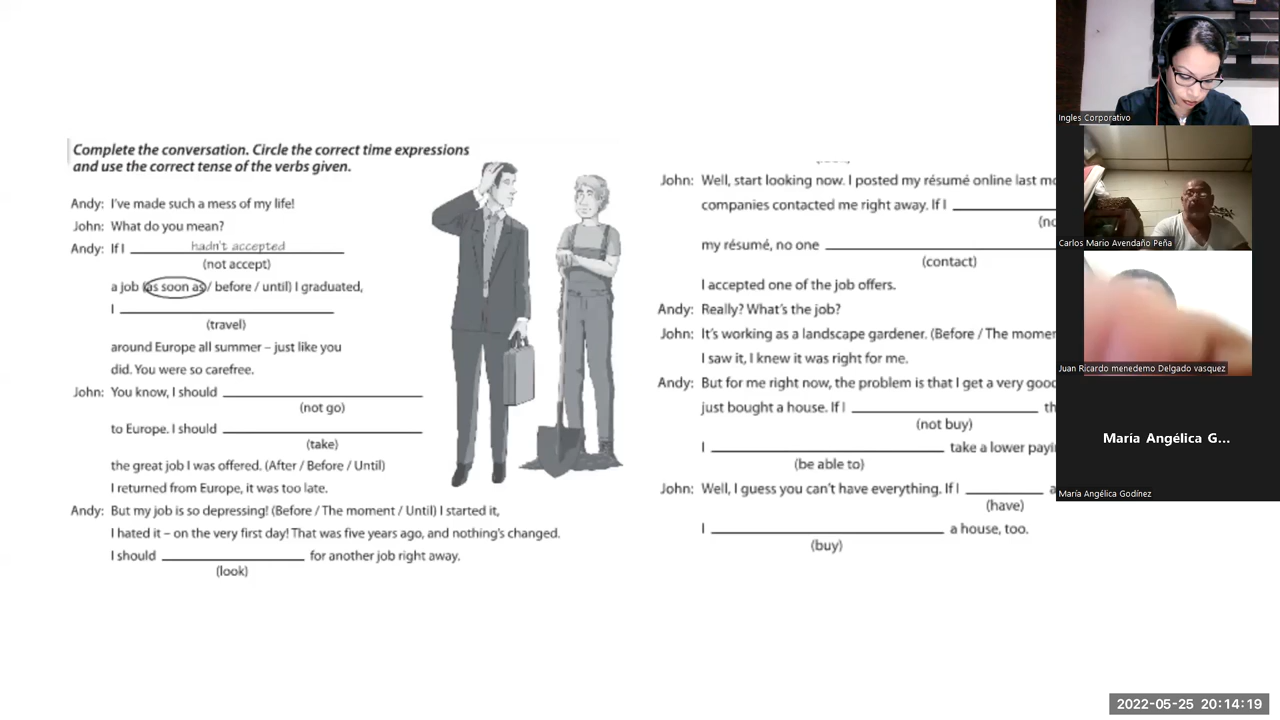 Complete the conversation. Circle the correct time expressions
and use the correct tense of the verbs given.
Andy: I've made such a mess of my life!
John: What do you mean?
Andy: If I hadn't accepted
(not accept)
a job (as soon as / before / until) I graduated,
I
(travel)
around Europe all summer – just like you
did. You were so carefree.
John: You know, I should
(not go)
to Europe. I should
(take)
the great job I was offered. (After / Before / Until)
I returned from Europe, it was too late.
Andy: But my job is so depressing! (Before / The moment / Until) I started it,
I hated it – on the very first day! That was five years ago, and nothing's changed.
I should for another job right away.
(look)
John: Well, start looking now. I posted my résumé online last
companies contacted me right away. If I
my résumé, no one
(contact)
I accepted one of the job offers.
Andy: Really? What's the job?
John: It's working as a landscape gardener. (Before / The
I saw it, I knew it was right for me.
Andy: But for me right now, the problem is that I get a very
just bought a house. If I
(not buy)
I take a lower
(be able to)
John: Well, I guess you can't have everything. If I
(have)
I a house, too.
(buy)
Ingles Corporativo
Carlos Mario Avendaño Peña
Juan Ricardo menedemo Delgado vasquez
María Angélica G...
María Angélica Godínez
2022-05-25 20:14:19